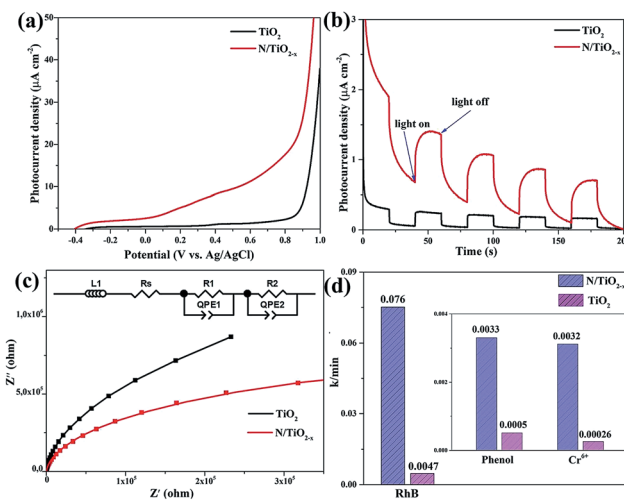 (a)
TiO2
N/TiO2-x
Photocurrent density (μA cm-2)
50
40
30
20
10
0
-0.4 -0.2 0.0 0.2 0.4 0.6 0.8 1.0
Potential (V vs. Ag/AgCl)
(b)
TiO2
N/TiO2-x
light off
light on
Photocurrent density (μA cm-2)
3
2
1
0
0 50 100 150 200
Time (s)
(c)
L1 Rs R1 R2
QPE1 QPE2
Z'' (ohm)
1,0x10⁶
5,0x10⁵
0,0
TiO2
N/TiO2-x
0 1x10⁵ 2x10⁵ 3x10⁵
Z' (ohm)
(d)
N/TiO2-x
TiO2
k/min
0.09
0.06
0.03
0.00
0.076
0.0047
RhB
0.004
0.002
0.000
0.0033
0.0005
0.0032
0.00026
Phenol Cr6+